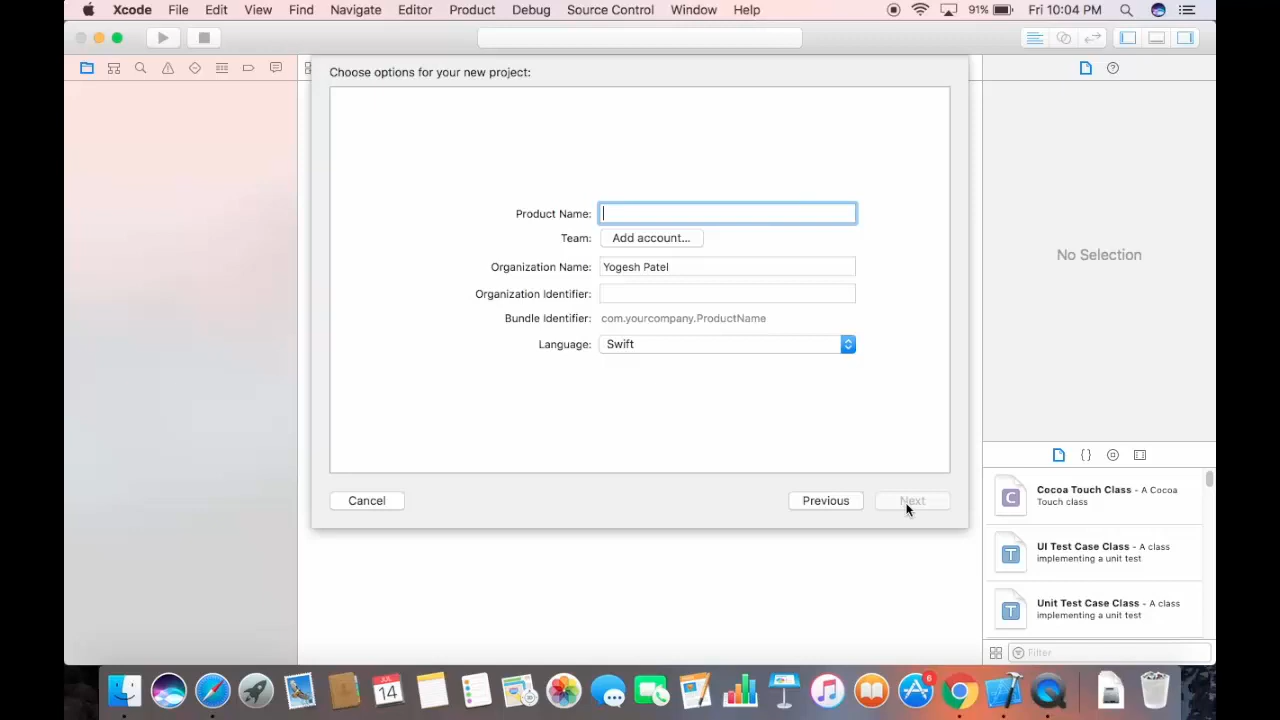 Xcode File Edit View Find Navigate Editor Product Debug Source Control Window Help 91% Fri 10:04 PM
Choose options for your new project:
Product Name:
Team: Add account...
Organization Name: Yogesh Patel
Organization Identifier:
Bundle Identifier: com.yourcompany.ProductName
Language: Swift
Cancel Previous Next
No Selection
{ }
C
Cocoa Touch Class - A Cocoa
Touch class
T
UI Test Case Class - A class
implementing a unit test
T
Unit Test Case Class - A class
implementing a unit test
Filter
JUL
14
6